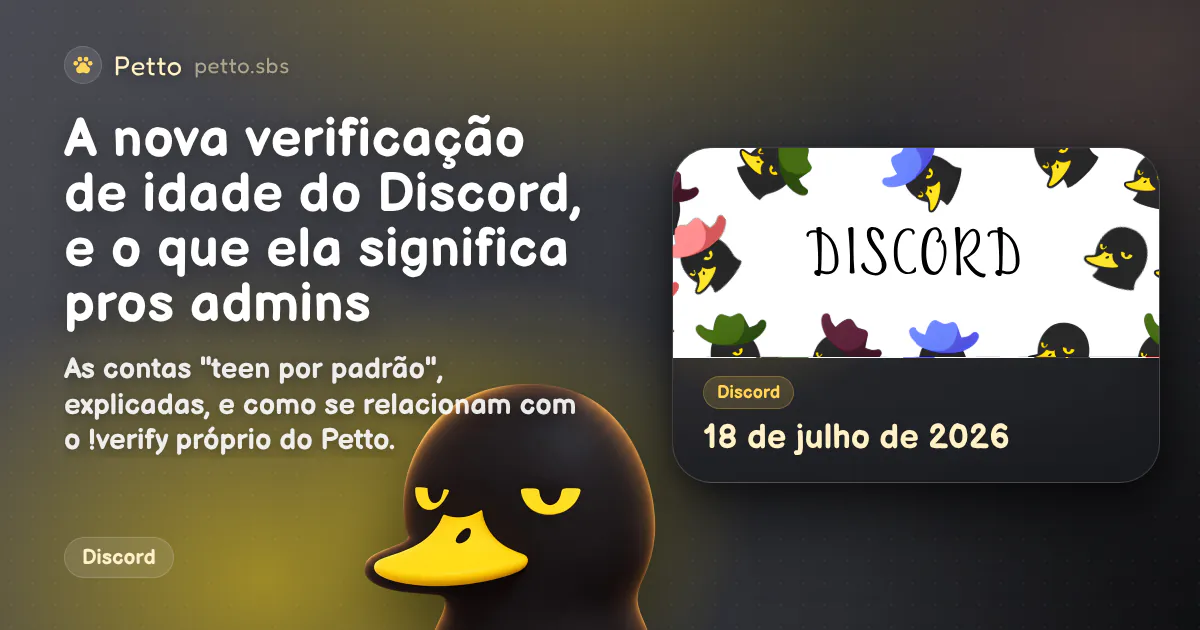 Petto petto.sbs
A nova verificação
de idade do Discord,
e o que ela significa
pros admins
As contas "teen por padrão",
explicadas, e como se relacionam com
o !verify próprio do Petto.
Discord
DISCORD
Discord
18 de julho de 2026